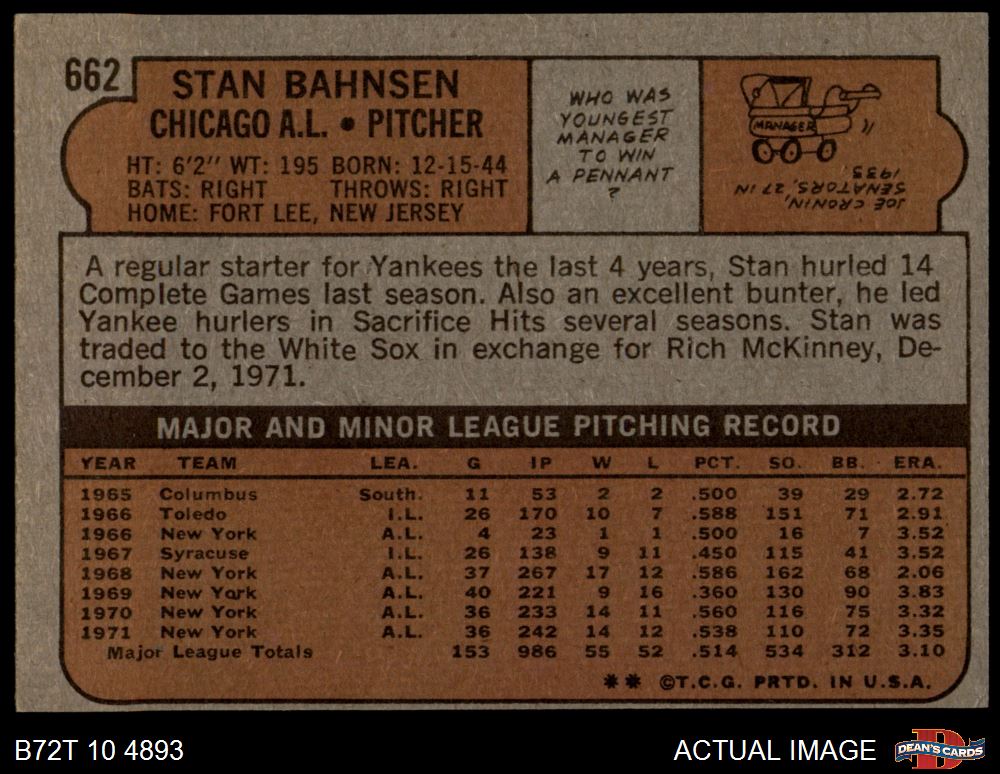 662
STAN BAHNSEN
CHICAGO A.L. • PITCHER
HT: 6'2" WT: 195 BORN: 12-15-44
BATS: RIGHT THROWS: RIGHT
HOME: FORT LEE, NEW JERSEY
WHO WAS
YOUNGEST
MANAGER
TO WIN
A PENNANT
?
MANAGER
JOE CRONIN,
SENATORS, 27 IN
1933
A regular starter for Yankees the last 4 years, Stan hurled 14
Complete Games last season. Also an excellent bunter, he led
Yankee hurlers in Sacrifice Hits several seasons. Stan was
traded to the White Sox in exchange for Rich McKinney, De-
cember 2, 1971.
MAJOR AND MINOR LEAGUE PITCHING RECORD
YEAR TEAM LEA. G IP W L PCT. SO. BB. ERA.
1965 Columbus South. 11 53 2 2 .500 39 29 2.72
1966 Toledo I.L. 26 170 10 7 .588 151 71 2.91
1966 New York A.L. 4 23 1 1 .500 16 7 3.52
1967 Syracuse I.L. 26 138 9 11 .450 115 41 3.52
1968 New York A.L. 37 267 17 12 .586 162 68 2.06
1969 New York A.L. 40 221 9 16 .360 130 90 3.83
1970 New York A.L. 36 233 14 11 .560 116 75 3.32
1971 New York A.L. 36 242 14 12 .538 110 72 3.35
Major League Totals 153 986 55 52 .514 534 312 3.10
** ©T.C.G. PRTD. IN U.S.A.
B72T 10 4893
ACTUAL IMAGE
DEAN'S CARDS